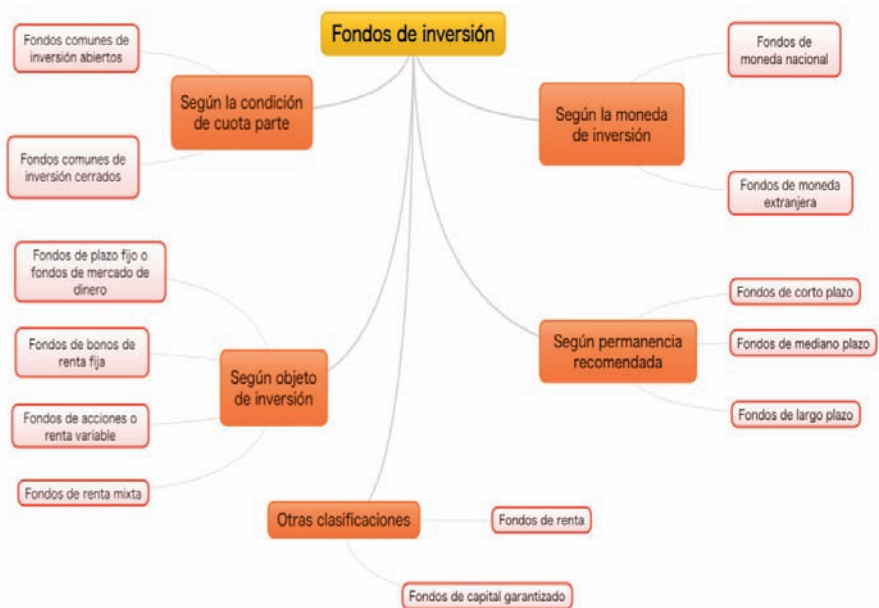 Fondos de inversión
Según la condición
de cuota parte
Fondos comunes de
inversión abiertos
Fondos comunes de
inversión cerrados
Según la moneda
de inversión
Fondos de
moneda nacional
Fondos de moneda
extranjera
Según objeto
de inversión
Fondos de plazo fijo o
fondos de mercado de
dinero
Fondos de bonos de
renta fija
Fondos de acciones o
renta variable
Fondos de renta mixta
Según permanencia
recomendada
Fondos de corto plazo
Fondos de mediano plazo
Fondos de largo plazo
Otras clasificaciones
Fondos de renta
Fondos de capital garantizado